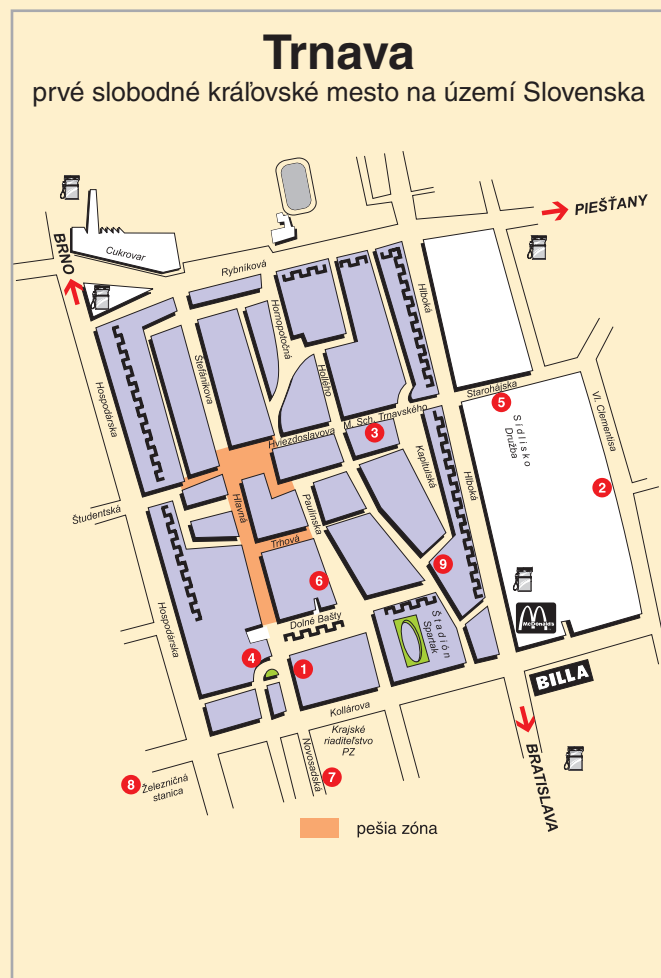 Trnava
prvé slobodné kráľovské mesto na území Slovenska
PIEŠŤANY
BRNO
Cukrovar
Rybníková
Hlboká
Hornopotočná
Štefánikova
Hollého
Starohájska
Hospodárska
M. Sch. Trnavského
5
Vl. Clementisa
3
Hviezdoslavova
Sídlisko
Družba
Kapitulská
Hlboká
2
Študentská
Hlavná
Paulínska
Trhová
9
6
Hospodárska
Dolné Bašty
Štadión
Spartak
McDonald's
4
1
BILLA
Kollárova
Krajské
riaditeľstvo
PZ
Novosadská
7
8
Železničná
stanica
BRATISLAVA
pešia zóna